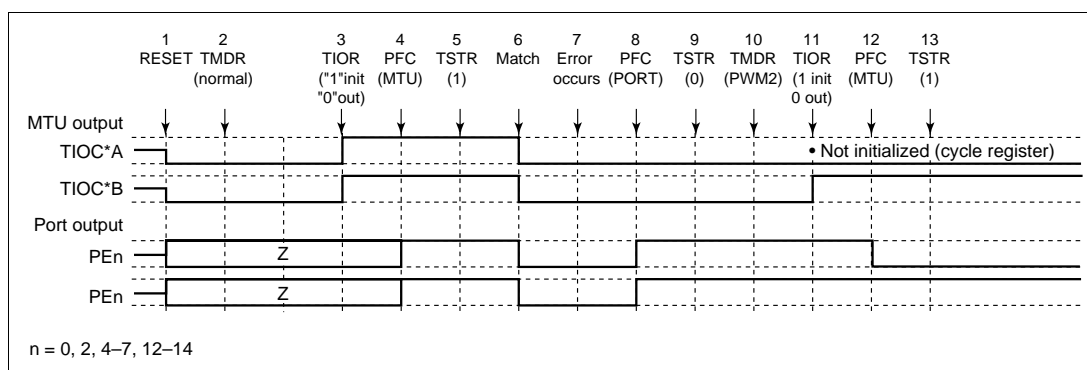 1 2 3 4 5 6 7 8 9 10 11 12 13
RESET TMDR TIOR PFC TSTR Match Error PFC TSTR TMDR TIOR PFC TSTR
(normal) ("1"init (MTU) (1) occurs (PORT) (0) (PWM2) (1 init (MTU) (1)
"0"out) 0 out)
MTU output
TIOC*A • Not initialized (cycle register)
TIOC*B
Port output
PEn Z
PEn Z
n = 0, 2, 4–7, 12–14